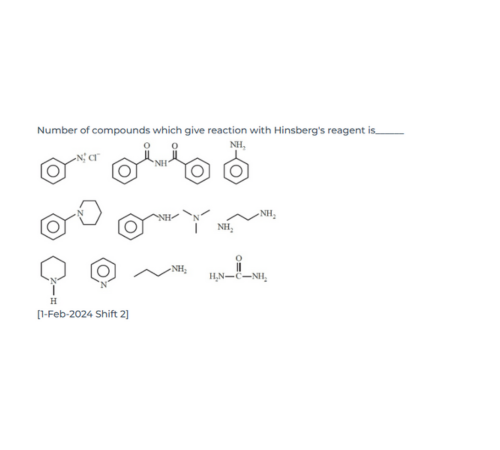 Number of compounds which give reaction with Hinsberg's reagent is______
N₂⁺ Cl⁻ O O NH NH₂
N NH N NH₂ NH₂
N H N NH₂ H₂N—C—NH₂ O
[1-Feb-2024 Shift 2]